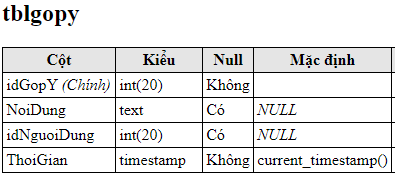 tblgopy
Cột Kiểu Null Mặc định
idGopY (Chính) int(20) Không
NoiDung text Có NULL
idNguoiDung int(20) Có NULL
ThoiGian timestamp Không current_timestamp()